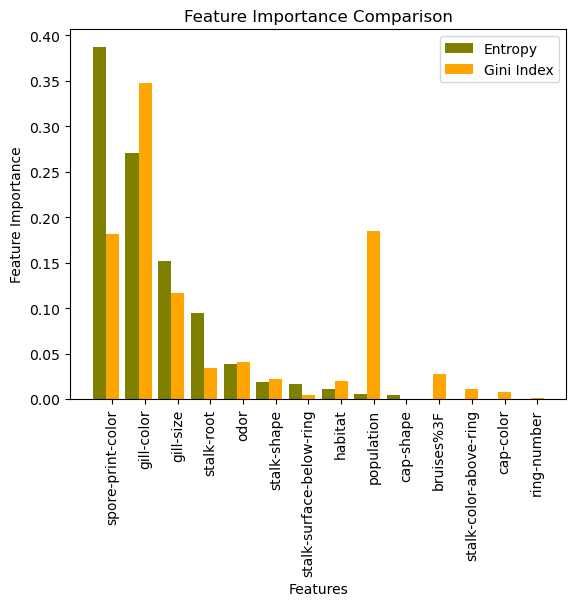 Feature Importance Comparison
Entropy
Gini Index
Feature Importance
0.40
0.35
0.30
0.25
0.20
0.15
0.10
0.05
0.00
spore-print-color
gill-color
gill-size
stalk-root
odor
stalk-shape
stalk-surface-below-ring
habitat
population
cap-shape
bruises%3F
stalk-color-above-ring
cap-color
ring-number
Features